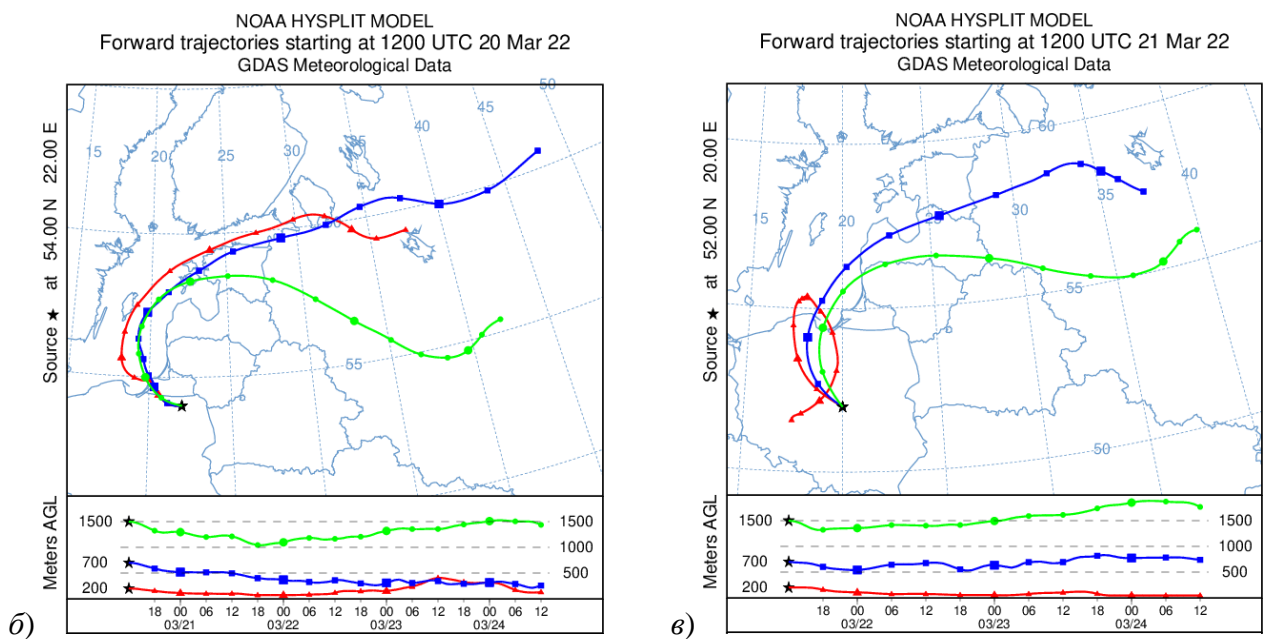 NOAA HYSPLIT MODEL
Forward trajectories starting at 1200 UTC 20 Mar 22
GDAS Meteorological Data
Source ★ at 54.00 N 22.00 E
15
20
25
30
35
40
45
50
55
Meters AGL
1500
700
200
1500
1000
500
18 00 06 12 18 00 06 12 18 00 06 12 18 00 06 12
03/21 03/22 03/23 03/24
б)
NOAA HYSPLIT MODEL
Forward trajectories starting at 1200 UTC 21 Mar 22
GDAS Meteorological Data
Source ★ at 52.00 N 20.00 E
15
20
25
30
35
40
60
55
50
Meters AGL
1500
700
200
1500
1000
500
18 00 06 12 18 00 06 12 18 00 06 12
03/22 03/23 03/24
в)